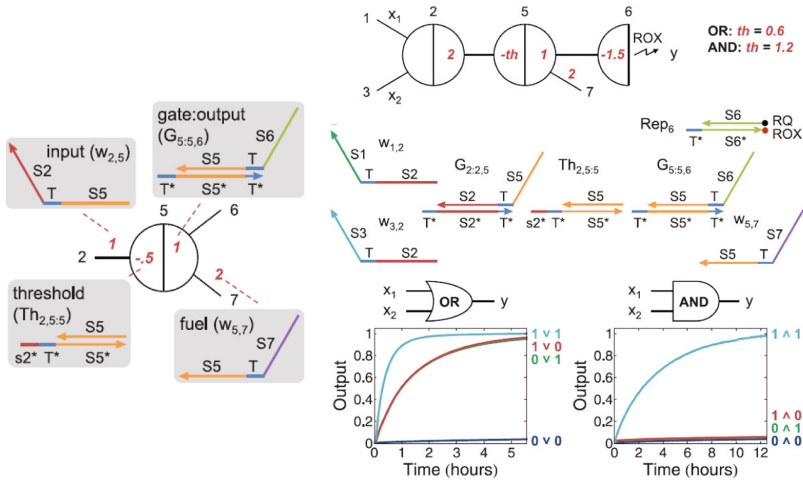 gate:output
(G5:5,6)
S6
S5
T
T*
S5*
T*
input (w2,5)
S2
T
S5
5
6
2
1
-.5
1
2
7
threshold
(Th2,5:5)
S5
s2*
T*
S5*
fuel (w5,7)
S7
S5
T
1
x1
2
5
6
ROX
2
-th
1
-1.5
y
3
x2
2
7
OR: th = 0.6
AND: th = 1.2
S6
RQ
Rep6
ROX
T*
S6*
S1
w1,2
T
S2
G2:2,5
S5
S2
T
T*
S2*
T*
Th2,5:5
S5
s2*
T*
S5*
G5:5,6
S6
S5
T
T*
S5*
T*
S3
w3,2
T
S2
w5,7
S7
S5
T
x1
x2
OR
y
x1
x2
AND
y
Output
1
0.8
0.6
0.4
0.2
0
0 1 2 3 4 5
Time (hours)
1 ∨ 1
1 ∨ 0
0 ∨ 1
0 ∨ 0
Output
1
0.8
0.6
0.4
0.2
0
0 2 4 6 8 10 12
Time (hours)
1 ∧ 1
1 ∧ 0
0 ∧ 1
0 ∧ 0